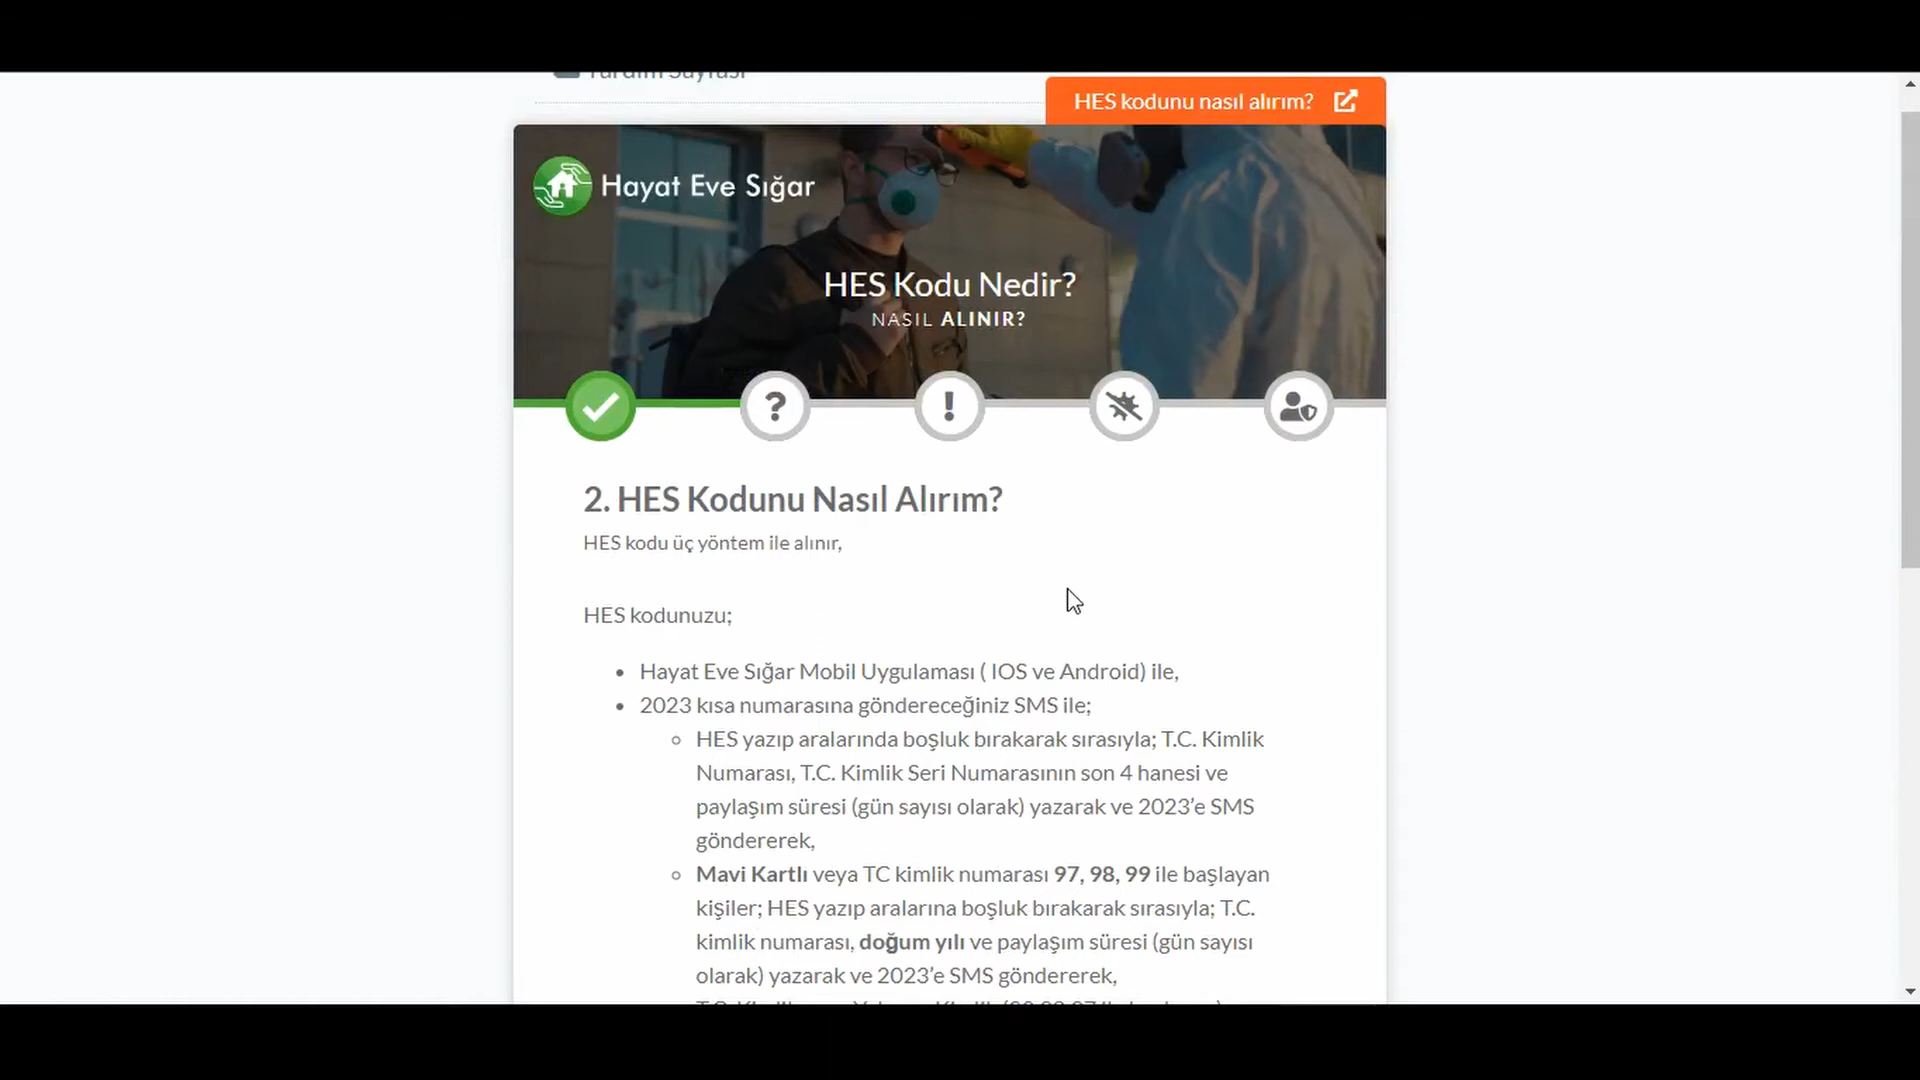 Yardım Sayfası
HES kodunu nasıl alırım?
Hayat Eve Sığar
HES Kodu Nedir?
NASIL ALINIR?
2. HES Kodunu Nasıl Alırım?
HES kodu üç yöntem ile alınır,
HES kodunuzu;
• Hayat Eve Sığar Mobil Uygulaması ( IOS ve Android) ile,
• 2023 kısa numarasına göndereceğiniz SMS ile;
HES yazıp aralarında boşluk bırakarak sırasıyla; T.C. Kimlik
Numarası, T.C. Kimlik Seri Numarasının son 4 hanesi ve
paylaşım süresi (gün sayısı olarak) yazarak ve 2023’e SMS
göndererek,
Mavi Kartlı veya TC kimlik numarası 97, 98, 99 ile başlayan
kişiler; HES yazıp aralarına boşluk bırakarak sırasıyla; T.C.
kimlik numarası, doğum yılı ve paylaşım süresi (gün sayısı
olarak) yazarak ve 2023’e SMS göndererek,